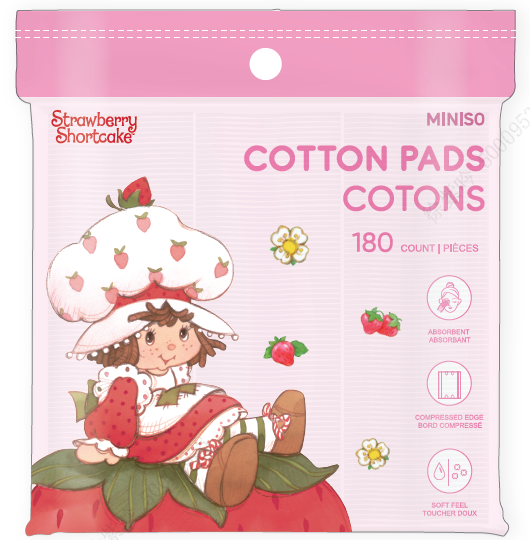 Strawberry
Shortcake
MINISO
COTTON PADS
COTONS
180 COUNT | PIÈCES
ABSORBENT
ABSORBANT
COMPRESSED EDGE
BORD COMPRESSÉ
SOFT FEEL
TOUCHER DOUX